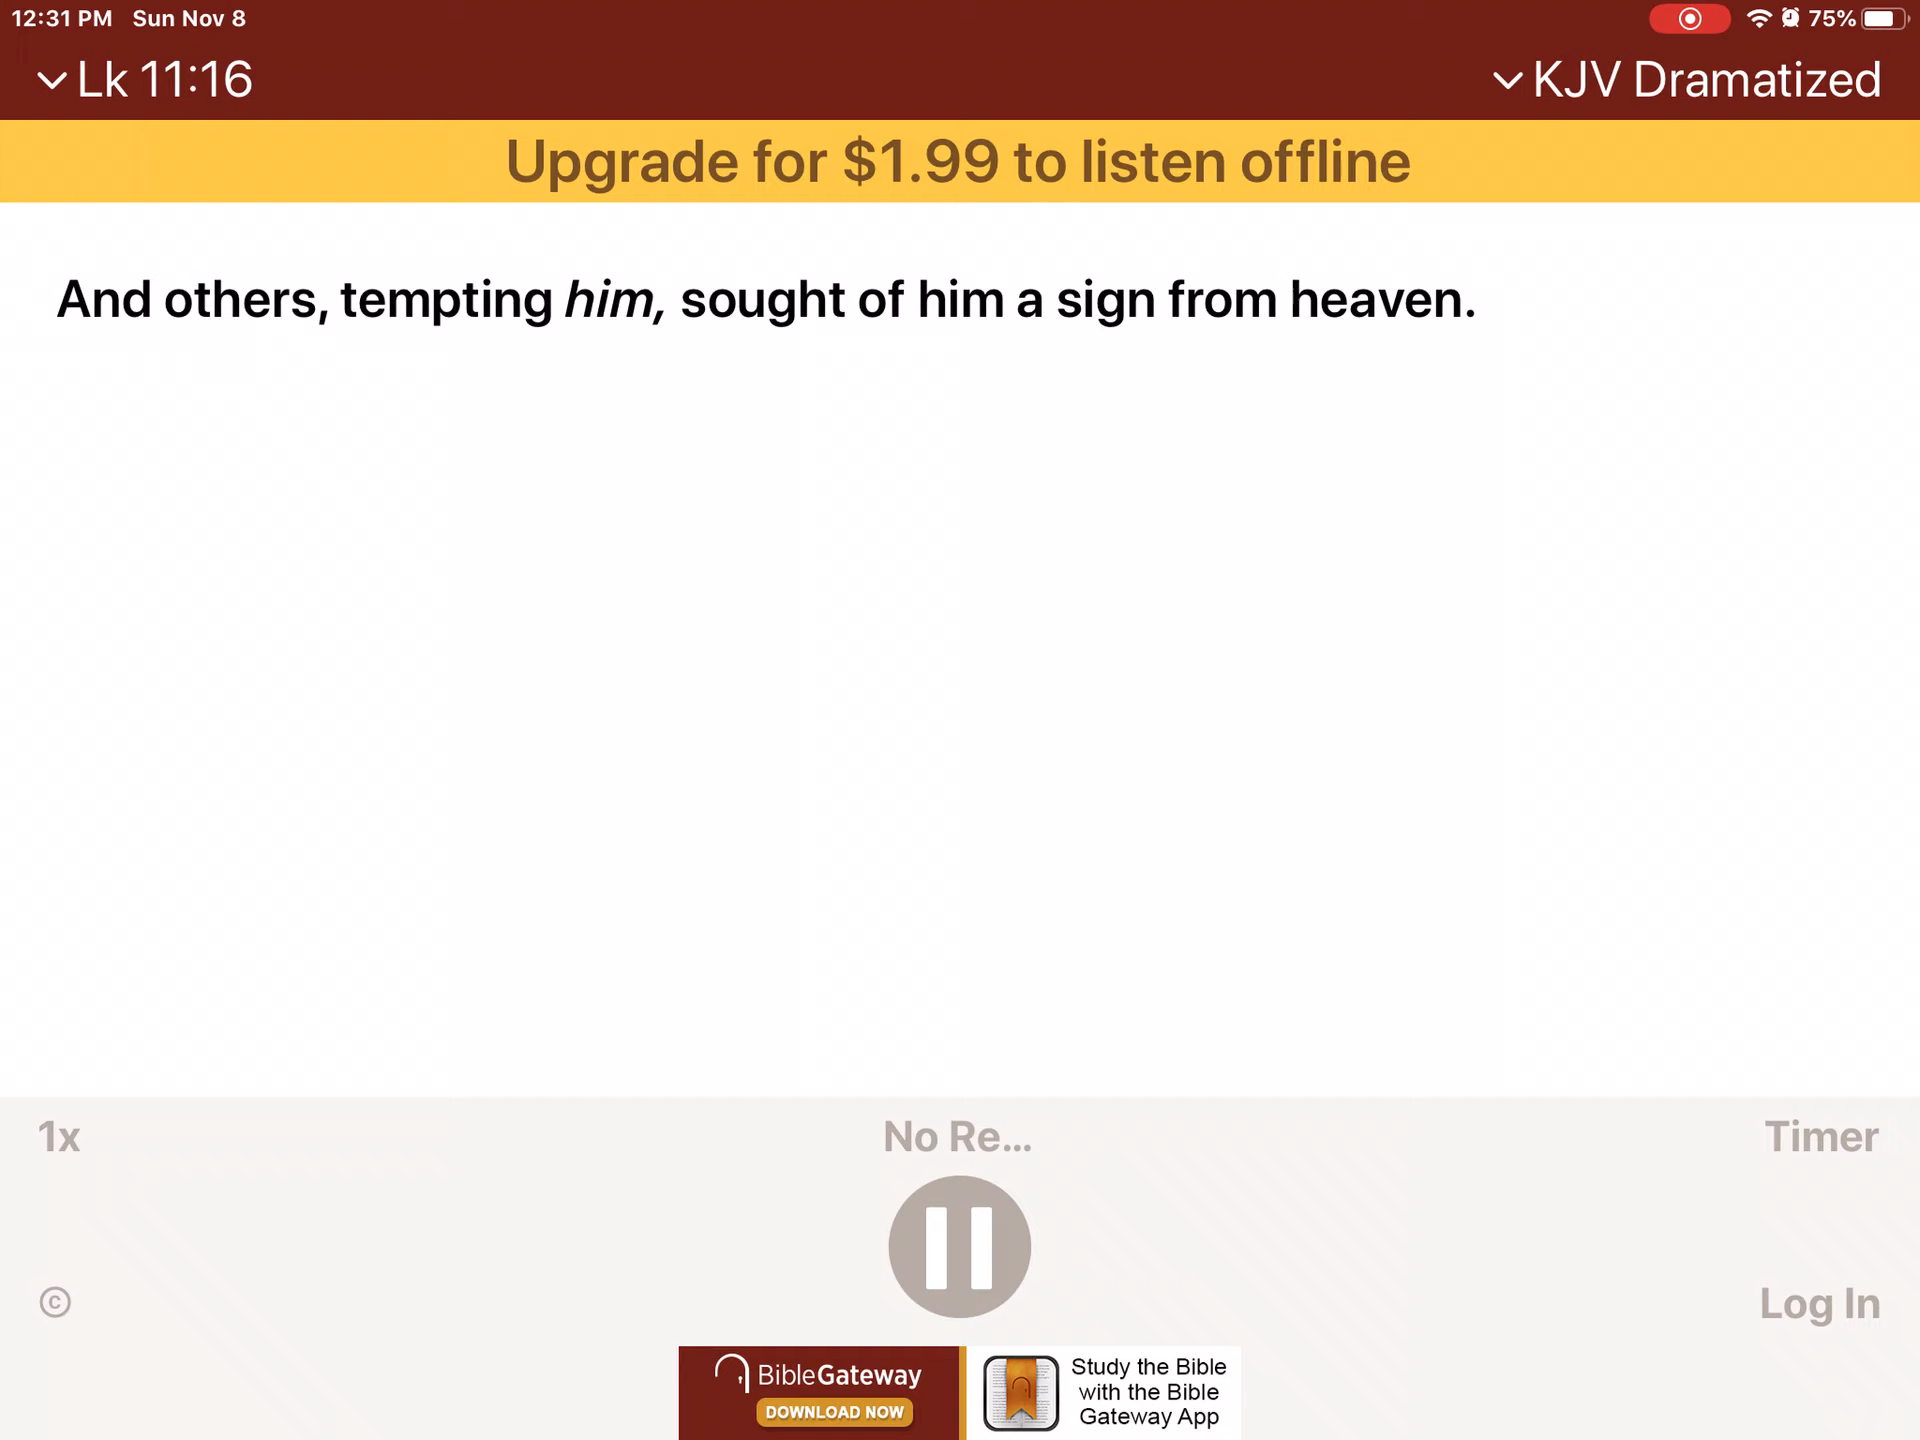 12:31 PM Sun Nov 8 75%
Lk 11:16 KJV Dramatized
Upgrade for $1.99 to listen offline
And others, tempting him, sought of him a sign from heaven.
1x No Re... Timer
© Log In
BibleGateway
DOWNLOAD NOW
Study the Bible
with the Bible
Gateway App